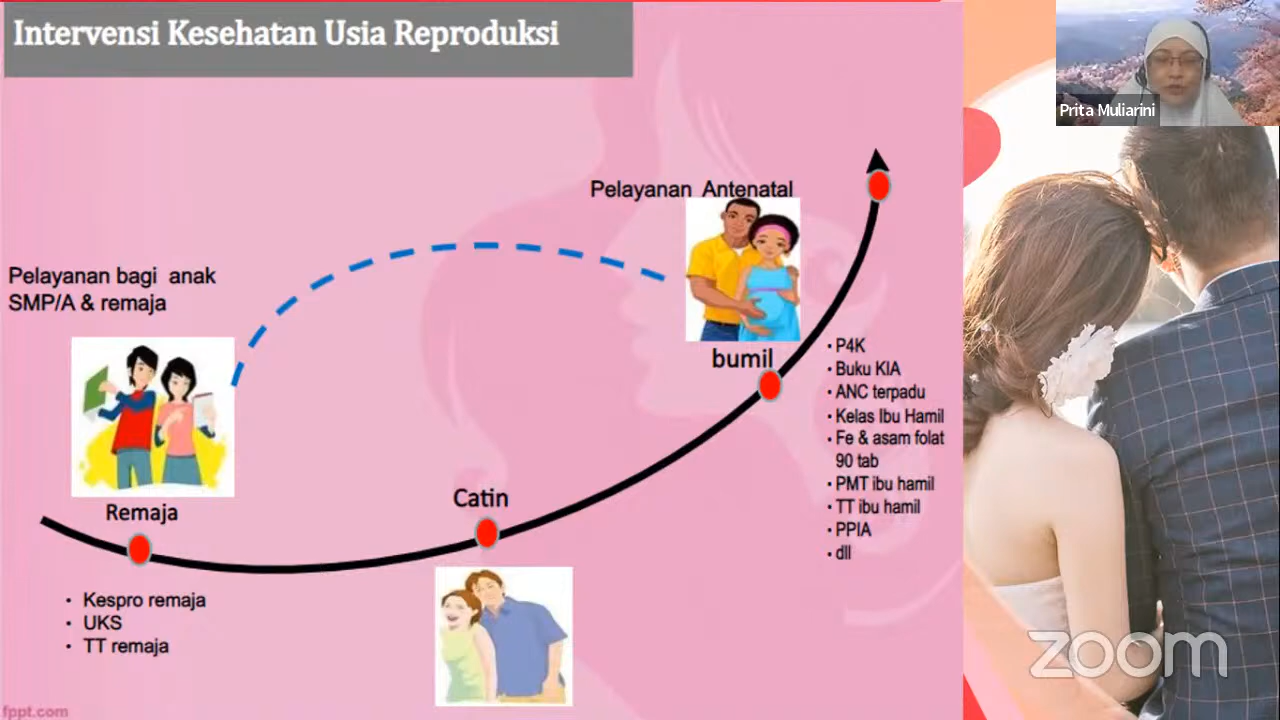 Intervensi Kesehatan Usia Reproduksi
Prita Muliarini
Pelayanan Antenatal
Pelayanan bagi anak
SMP/A & remaja
bumil
• P4K
• Buku KIA
• ANC terpadu
• Kelas Ibu Hamil
• Fe & asam folat
90 tab
• PMT ibu hamil
• TT ibu hamil
• PPIA
• dll
Catin
Remaja
• Kespro remaja
• UKS
• TT remaja
zoom
fppt.com